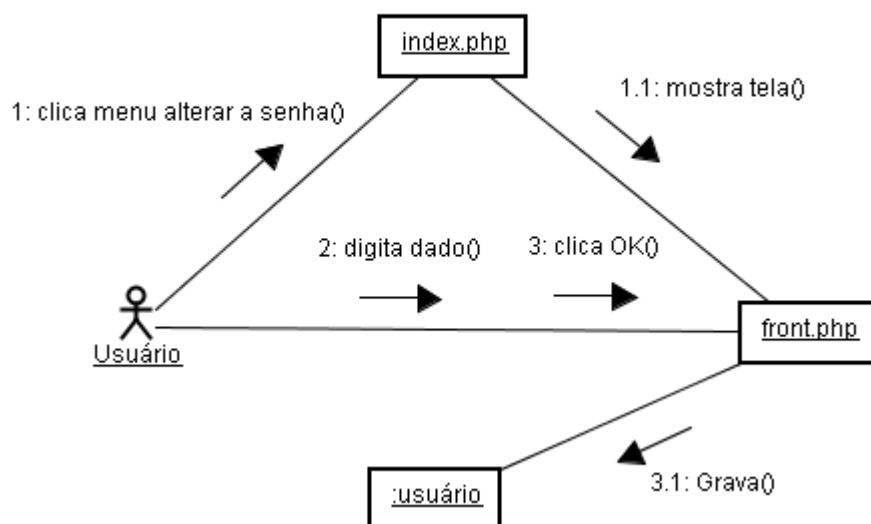 index.php
1: clica menu alterar a senha()
1.1: mostra tela()
2: digita dado()
3: clica OK()
Usuário
front.php
:usuário
3.1: Grava()